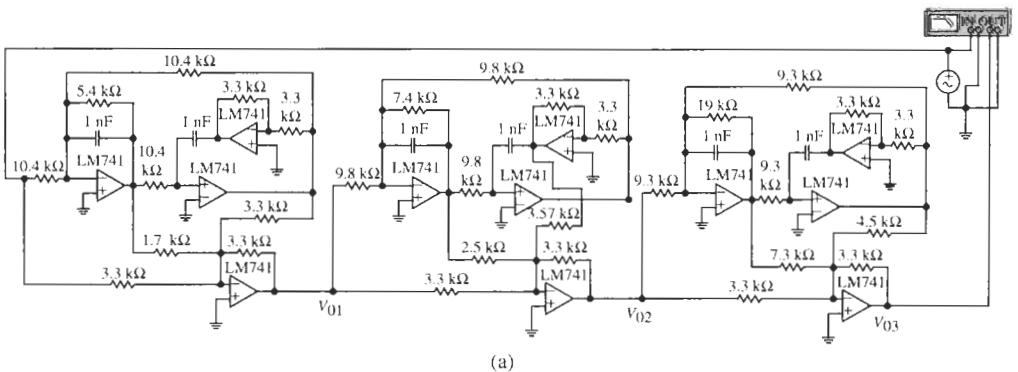 IN OUT
10.4 kΩ
5.4 kΩ
1 nF
LM741
10.4 kΩ
10.4 kΩ
1 nF
3.3 kΩ
LM741
3.3 kΩ
LM741
3.3 kΩ
1.7 kΩ
3.3 kΩ
3.3 kΩ
LM741
V01
9.8 kΩ
7.4 kΩ
1 nF
LM741
9.8 kΩ
9.8 kΩ
1 nF
3.3 kΩ
LM741
3.3 kΩ
LM741
3.57 kΩ
2.5 kΩ
3.3 kΩ
3.3 kΩ
LM741
V02
9.3 kΩ
19 kΩ
1 nF
LM741
9.3 kΩ
9.3 kΩ
1 nF
3.3 kΩ
LM741
3.3 kΩ
LM741
4.5 kΩ
7.3 kΩ
3.3 kΩ
3.3 kΩ
LM741
V03
(a)